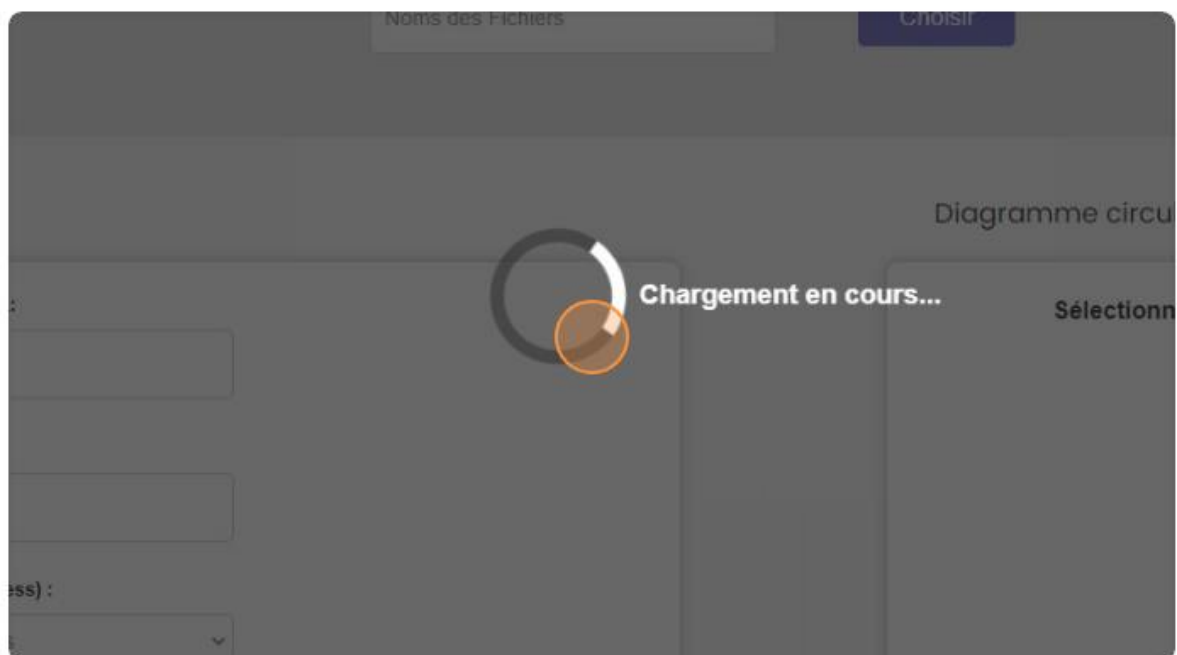 Noms des Fichiers
Choisir
Diagramme circu
Chargement en cours...
:
Sélectionn
ess) :
s